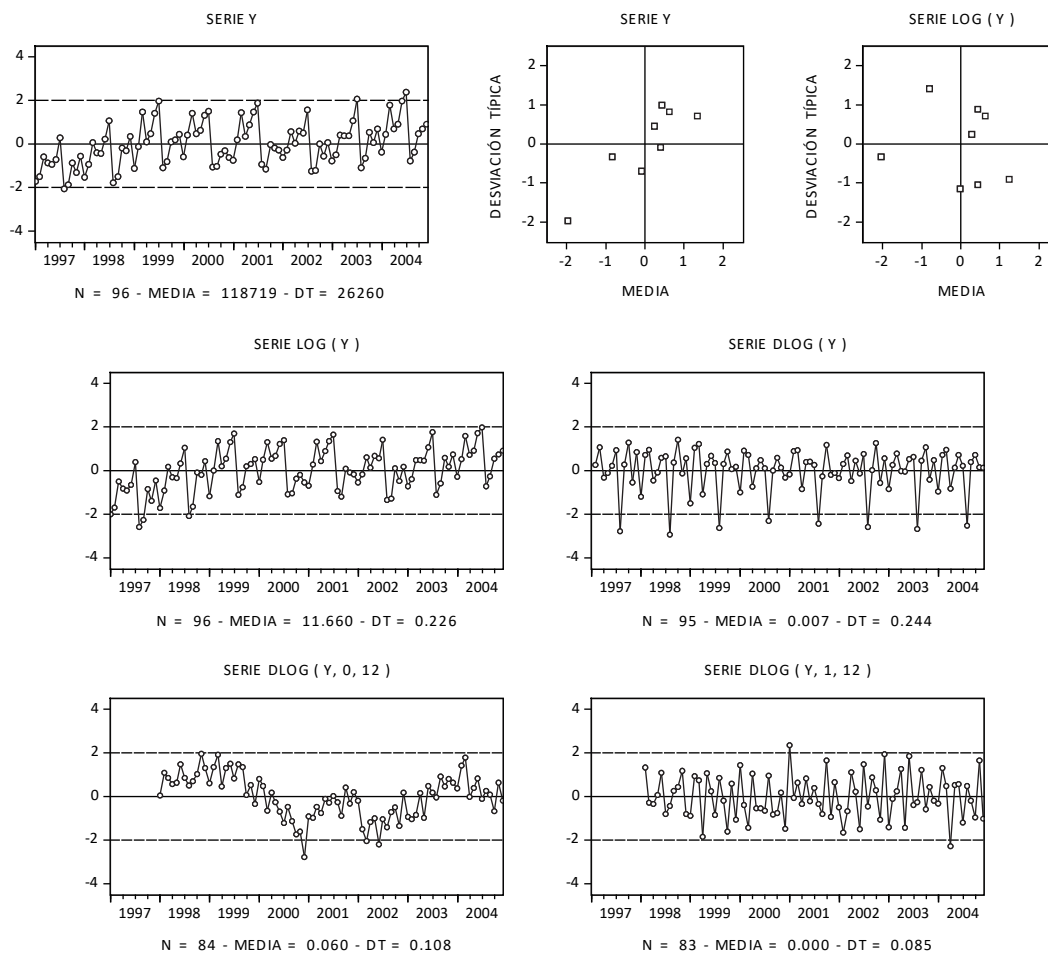 SERIE Y
SERIE Y
SERIE LOG ( Y )
4
2
0
-2
-4
1997 1998 1999 2000 2001 2002 2003 2004
N = 96 - MEDIA = 118719 - DT = 26260
DESVIACIÓN TÍPICA
2
1
0
-1
-2
-2 -1 0 1 2
MEDIA
DESVIACIÓN TÍPICA
2
1
0
-1
-2
-2 -1 0 1 2
MEDIA
SERIE LOG ( Y )
4
2
0
-2
-4
1997 1998 1999 2000 2001 2002 2003 2004
N = 96 - MEDIA = 11.660 - DT = 0.226
SERIE DLOG ( Y )
4
2
0
-2
-4
1997 1998 1999 2000 2001 2002 2003 2004
N = 95 - MEDIA = 0.007 - DT = 0.244
SERIE DLOG ( Y, 0, 12 )
4
2
0
-2
-4
1997 1998 1999 2000 2001 2002 2003 2004
N = 84 - MEDIA = 0.060 - DT = 0.108
SERIE DLOG ( Y, 1, 12 )
4
2
0
-2
-4
1997 1998 1999 2000 2001 2002 2003 2004
N = 83 - MEDIA = 0.000 - DT = 0.085